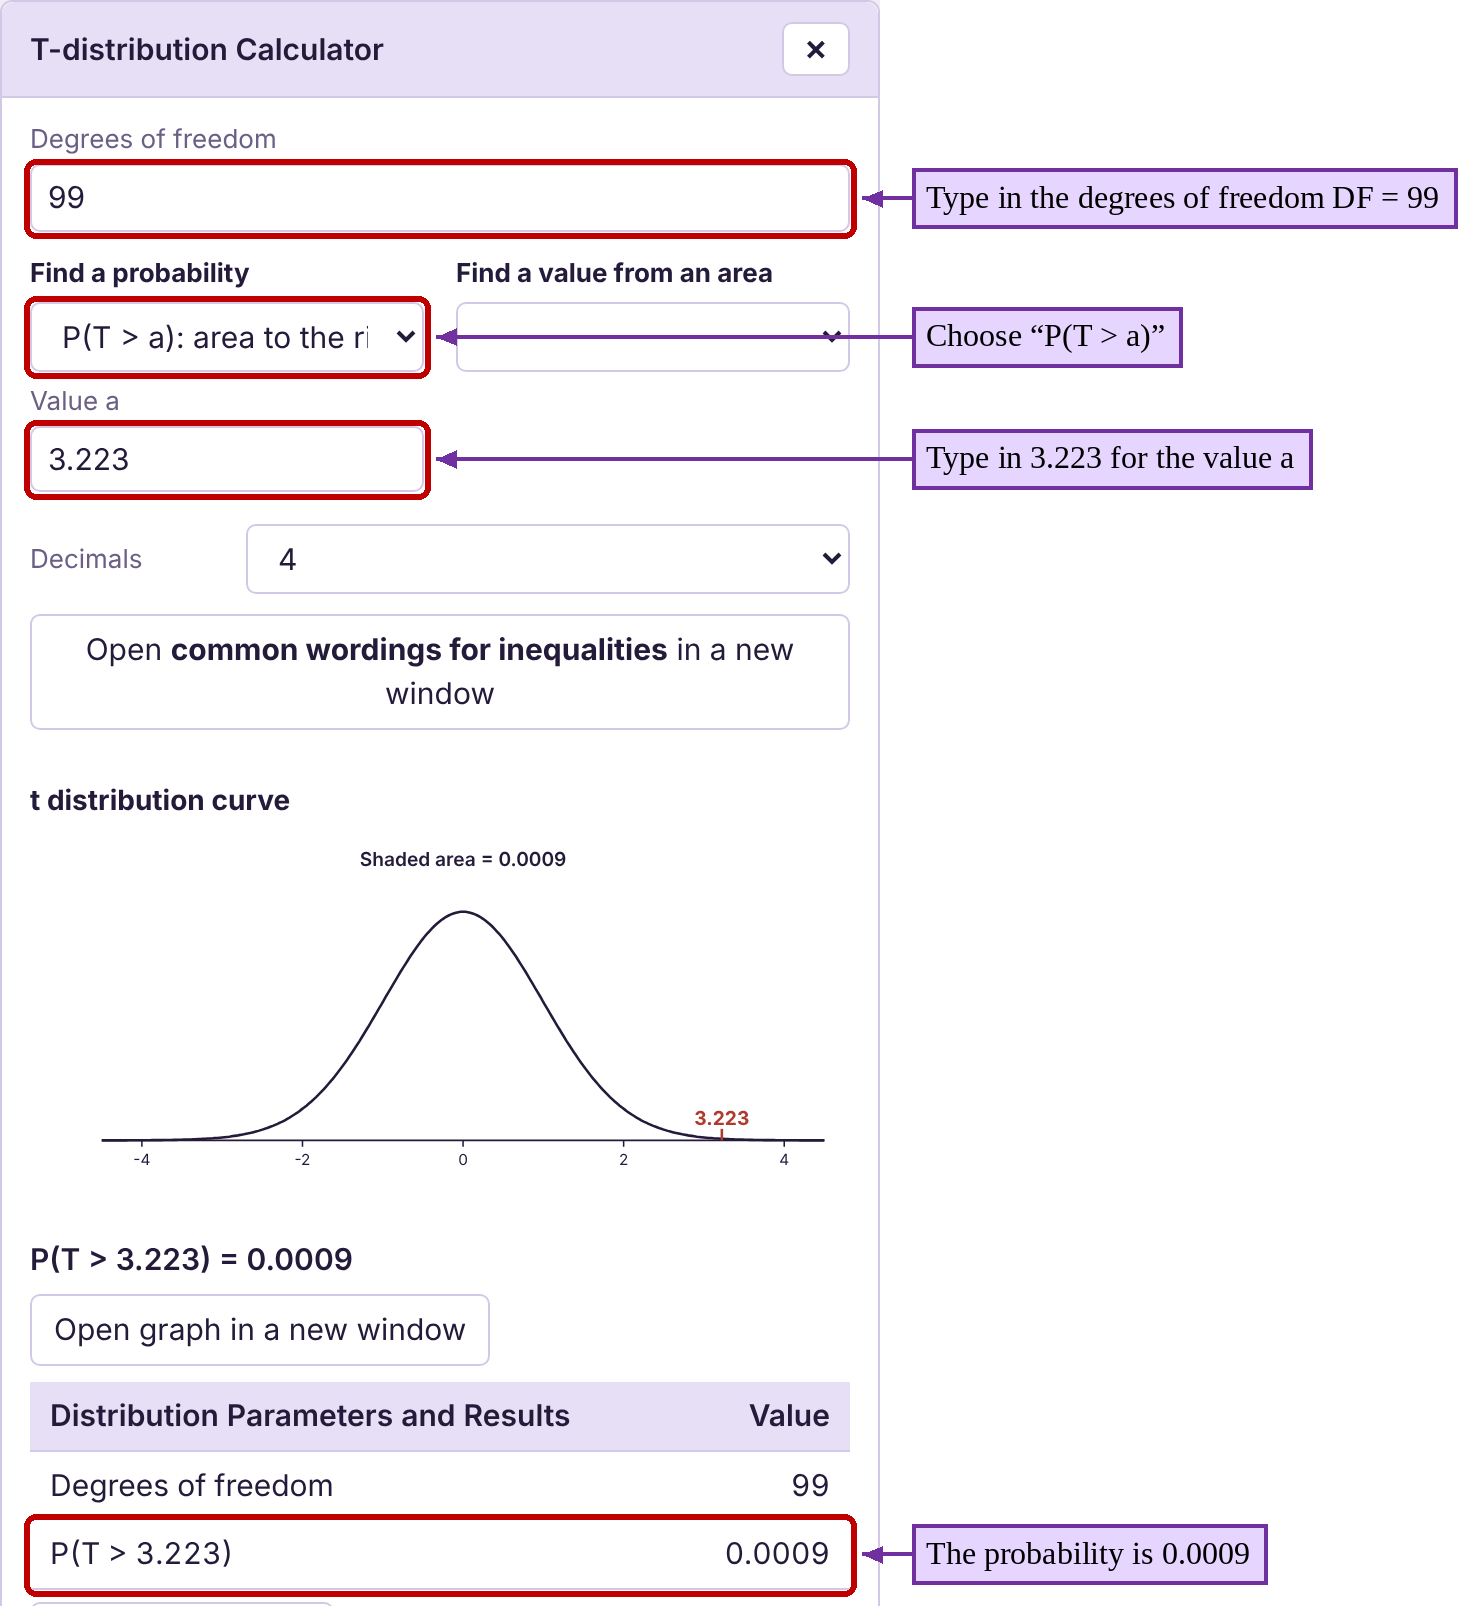 T-distribution Calculator
×
Degrees of freedom
99
Type in the degrees of freedom DF = 99
Find a probability
Find a value from an area
P(T > a): area to the ri
Choose “P(T > a)”
Value a
3.223
Type in 3.223 for the value a
Decimals
4
Open common wordings for inequalities in a new
window
t distribution curve
Shaded area = 0.0009
3.223
-4 -2 0 2 4
P(T > 3.223) = 0.0009
Open graph in a new window
Distribution Parameters and Results Value
Degrees of freedom 99
P(T > 3.223) 0.0009
The probability is 0.0009